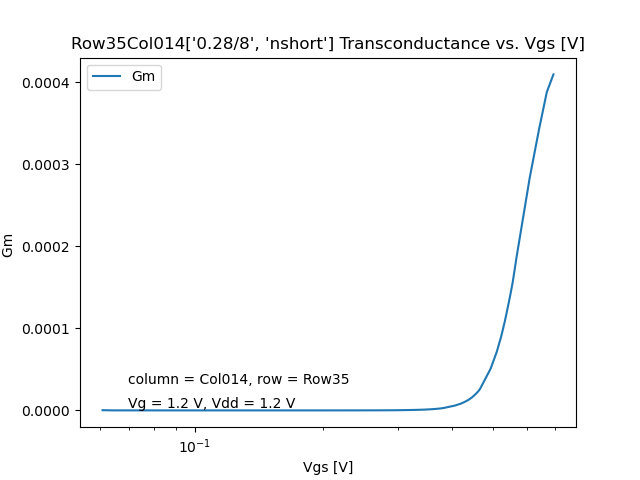 Row35Col014['0.28/8', 'nshort'] Transconductance vs. Vgs [V]
Gm
0.0004
0.0003
0.0002
0.0001
0.0000
Gm
column = Col014, row = Row35
Vg = 1.2 V, Vdd = 1.2 V
10⁻¹
Vgs [V]